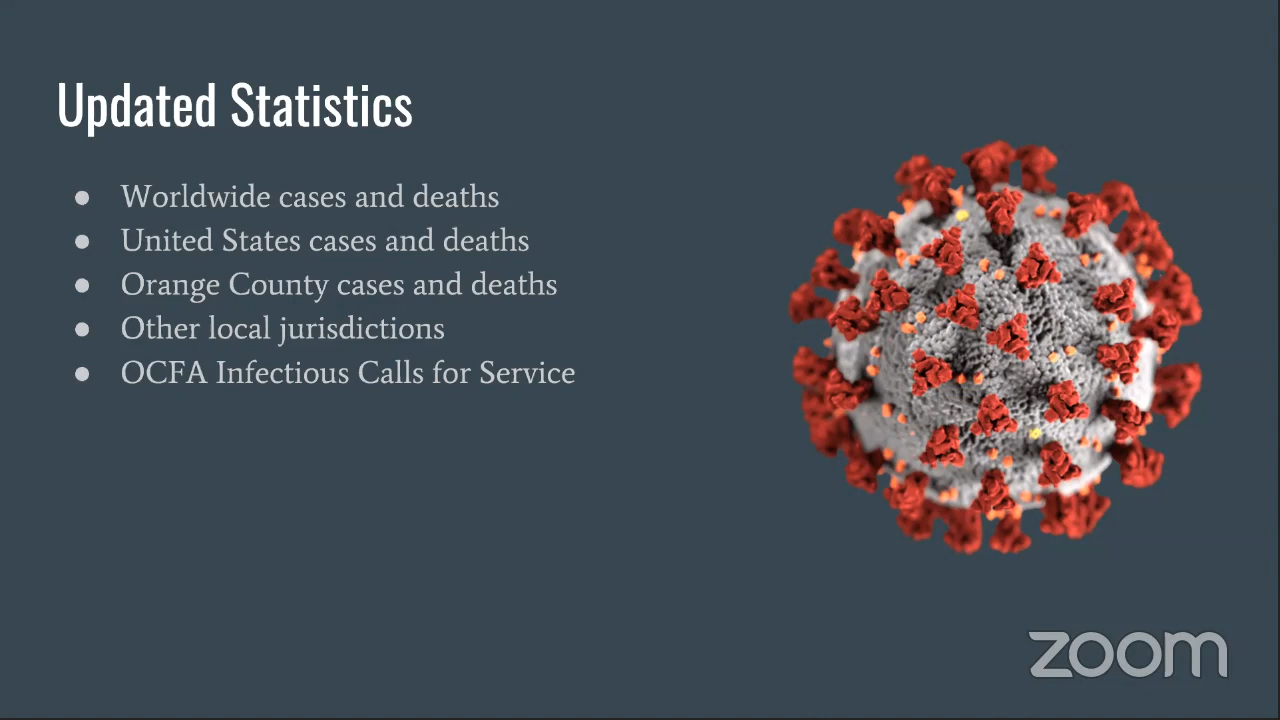 Updated Statistics
● Worldwide cases and deaths
● United States cases and deaths
● Orange County cases and deaths
● Other local jurisdictions
● OCFA Infectious Calls for Service
zoom